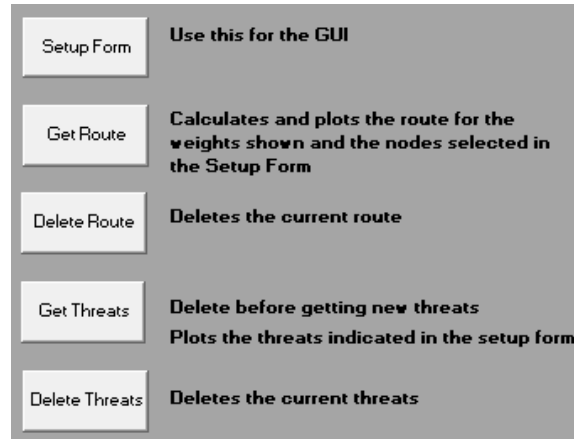 Setup Form
Use this for the GUI
Get Route
Calculates and plots the route for the
weights shown and the nodes selected in
the Setup Form
Delete Route
Deletes the current route
Get Threats
Delete before getting new threats
Plots the threats indicated in the setup form
Delete Threats
Deletes the current threats